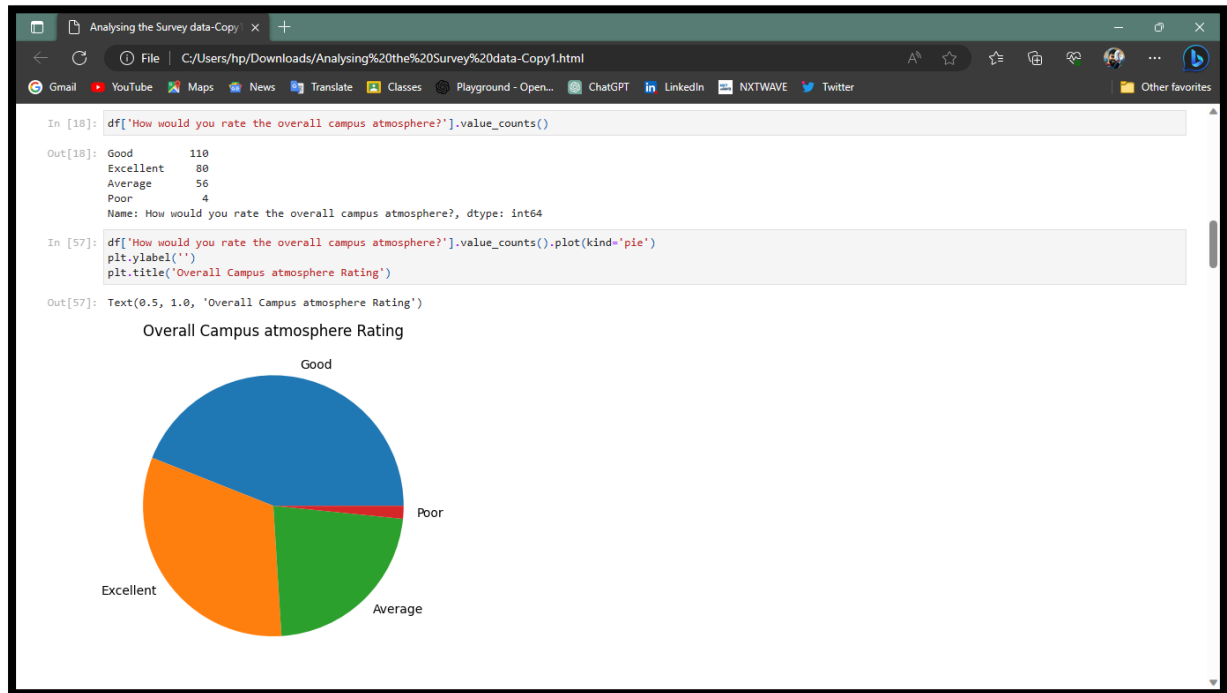 Analysing the Survey data-Copy1
File | C:/Users/hp/Downloads/Analysing%20the%20Survey%20data-Copy1.html
Gmail YouTube Maps News Translate Classes Playground - Open... ChatGPT LinkedIn NXTWAVE Twitter Other favorites
In [18]: df['How would you rate the overall campus atmosphere?'].value_counts()
Out[18]: Good 110
Excellent 80
Average 56
Poor 4
Name: How would you rate the overall campus atmosphere?, dtype: int64
In [57]: df['How would you rate the overall campus atmosphere?'].value_counts().plot(kind='pie')
plt.ylabel('')
plt.title('Overall Campus atmosphere Rating')
Out[57]: Text(0.5, 1.0, 'Overall Campus atmosphere Rating')
Overall Campus atmosphere Rating
Good
Poor
Excellent
Average